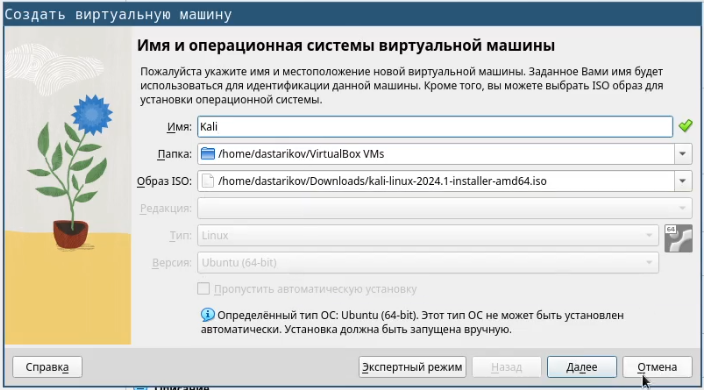 Создать виртуальную машину
Имя и операционная системы виртуальной машины
Пожалуйста укажите имя и местоположение новой виртуальной машины. Заданное Вами имя будет
использоваться для идентификации данной машины. Кроме того, вы можете выбрать ISO образ для
установки операционной системы.
Имя: Kali
Папка: /home/dastarikov/VirtualBox VMs
Образ ISO: /home/dastarikov/Downloads/kali-linux-2024.1-installer-amd64.iso
Редакция:
Тип: Linux
64
Версия: Ubuntu (64-bit)
Пропустить автоматическую установку
Определённый тип ОС: Ubuntu (64-bit). Этот тип ОС не может быть установлен
автоматически. Установка должна быть запущена вручную.
Справка Экспертный режим Назад Далее Отмена
Описание